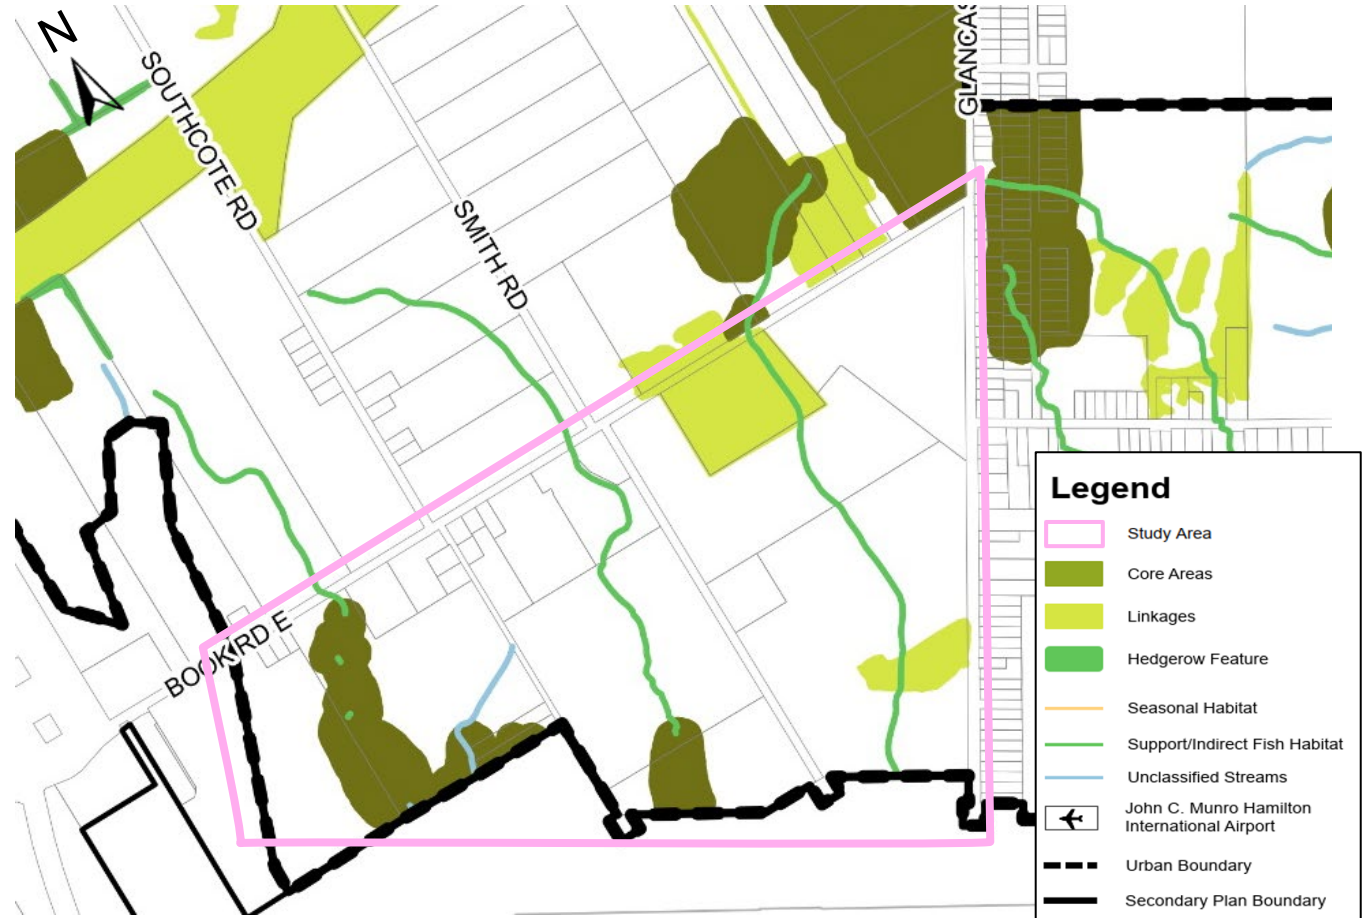 N
SOUTHCOTE RD
SMITH RD
GLANCAS
BOOK RD E
Legend
Study Area
Core Areas
Linkages
Hedgerow Feature
Seasonal Habitat
Support/Indirect Fish Habitat
Unclassified Streams
John C. Munro Hamilton
International Airport
Urban Boundary
Secondary Plan Boundary